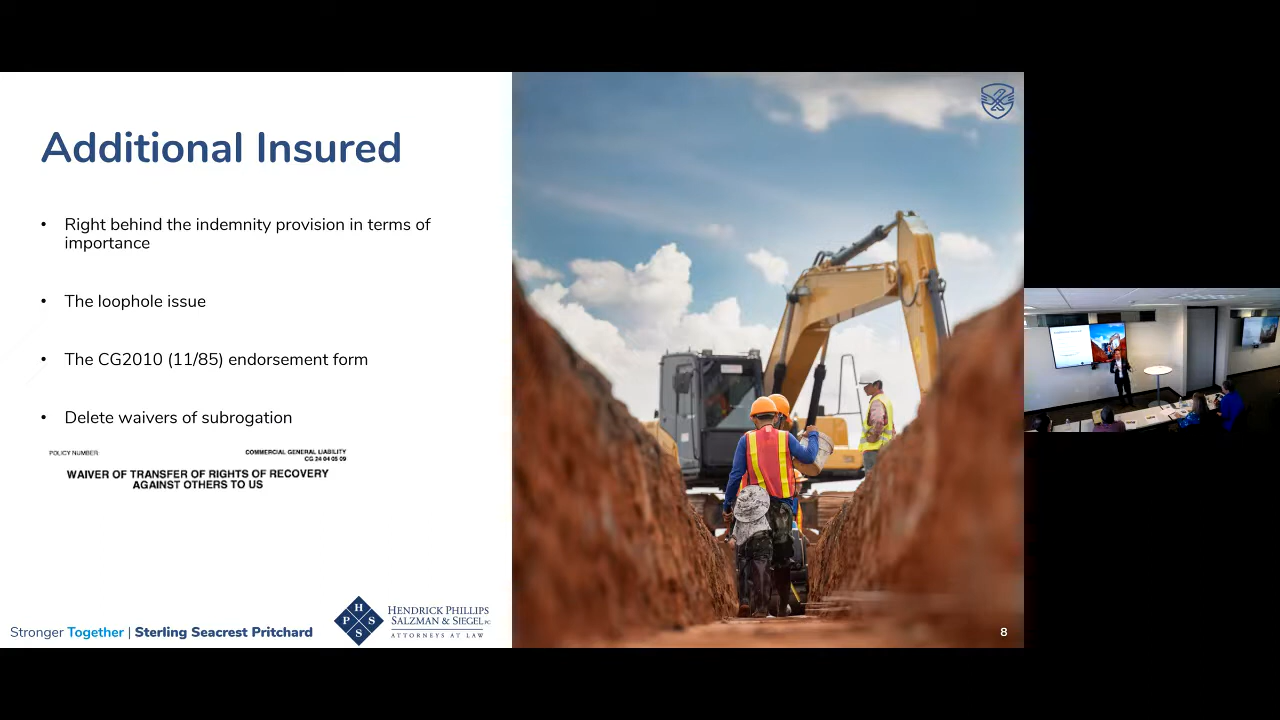 Additional Insured
• Right behind the indemnity provision in terms of
importance
• The loophole issue
• The CG2010 (11/85) endorsement form
• Delete waivers of subrogation
POLICY NUMBER:
COMMERCIAL GENERAL LIABILITY
CG 24 04 05 09
WAIVER OF TRANSFER OF RIGHTS OF RECOVERY
AGAINST OTHERS TO US
Stronger Together | Sterling Seacrest Pritchard
H
P S
S
HENDRICK PHILLIPS
SALZMAN & SIEGEL PC
ATTORNEYS AT LAW
8